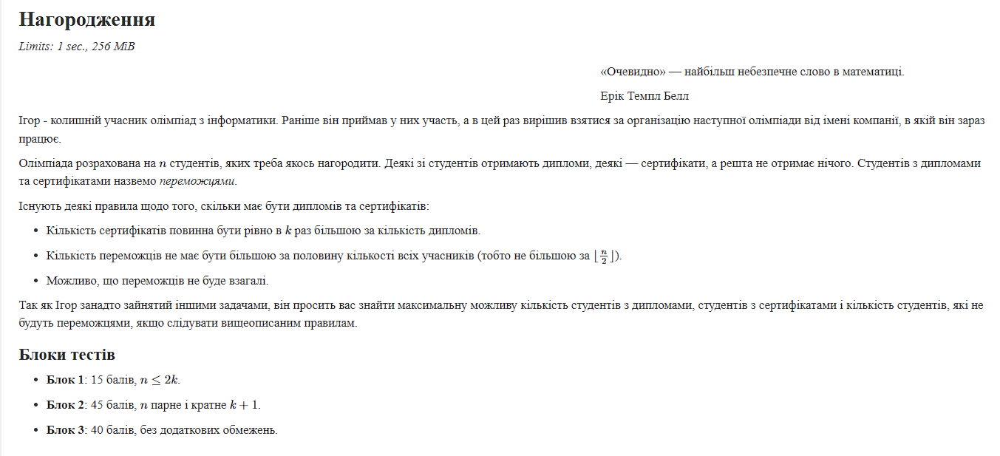 Нагородження
Limits: 1 sec., 256 MiB
«Очевидно» — найбільш небезпечне слово в математиці.
Ерік Темпл Белл
Ігор - колишній учасник олімпіад з інформатики. Раніше він приймав у них участь, а в цей раз вирішив взятися за організацію наступної олімпіади від імені компанії, в якій він зараз
працює.
Олімпіада розрахована на n студентів, яких треба якось нагородити. Деякі зі студентів отримають дипломи, деякі — сертифікати, а решта не отримає нічого. Студентів з дипломами
та сертифікатами назвемо переможцями.
Існують деякі правила щодо того, скільки має бути дипломів та сертифікатів:
• Кількість сертифікатів повинна бути рівно в k раз більшою за кількість дипломів.
• Кількість переможців не має бути більшою за половину кількості всіх учасників (тобто не більшою за ⌊n/2⌋).
• Можливо, що переможців не буде взагалі.
Так як Ігор занадто зайнятий іншими задачами, він просить вас знайти максимальну можливу кількість студентів з дипломами, студентів з сертифікатами і кількість студентів, які не
будуть переможцями, якщо слідувати вищеописаним правилам.
Блоки тестів
• Блок 1: 15 балів, n ≤ 2k.
• Блок 2: 45 балів, n парне і кратне k + 1.
• Блок 3: 40 балів, без додаткових обмежень.